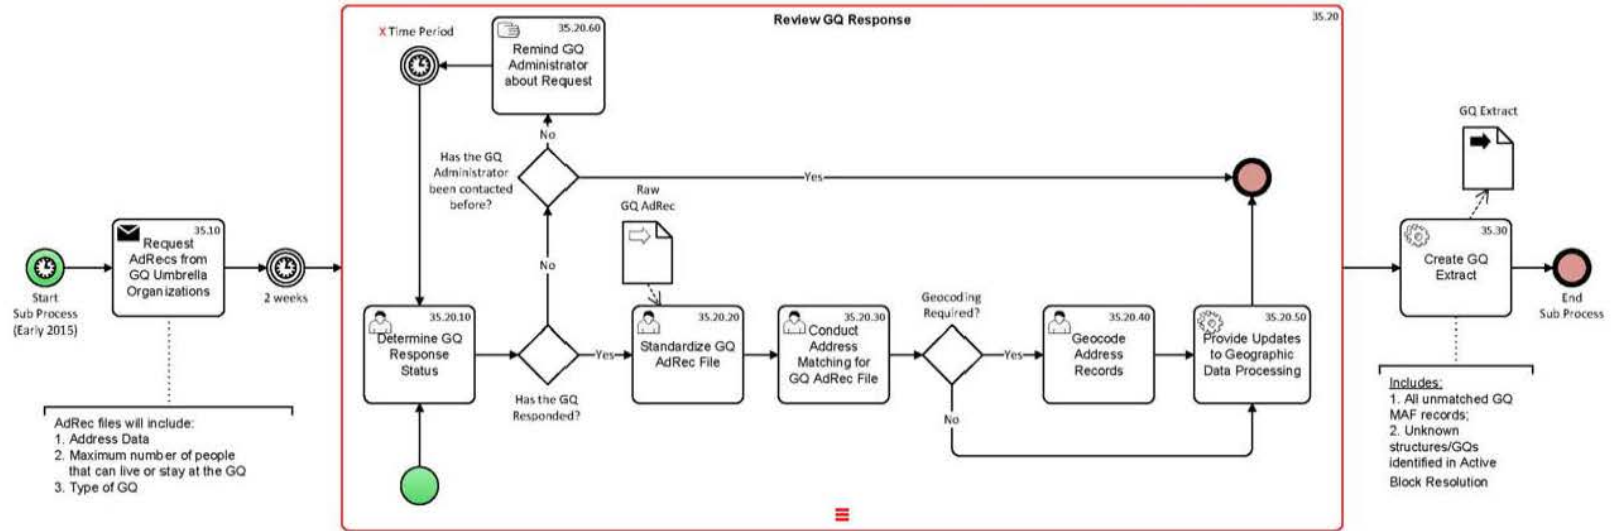 Review GQ Response
35.20
X Time Period
35.20.60
Remind GQ
Administrator
about Request
No
Has the GQ
Administrator
been contacted
before?
Yes
Raw
GQ AdRec
No
GQ Extract
35.10
Request
AdRecs from
GQ Umbrella
Organizations
Start
Sub Process
(Early 2015)
2 weeks
35.20.10
Determine GQ
Response
Status
Has the GQ
Responded?
Yes
35.20.20
Standardize GQ
AdRec File
35.20.30
Conduct
Address
Matching for
GQ AdRec File
Geocoding
Required?
Yes
No
35.20.40
Geocode
Address
Records
35.20.50
Provide Updates
to Geographic
Data Processing
35.30
Create GQ
Extract
End
Sub Process
AdRec files will include:
1. Address Data
2. Maximum number of people
that can live or stay at the GQ
3. Type of GQ
Includes:
1. All unmatched GQ
MAF records;
2. Unknown
structures/GQs
identified in Active
Block Resolution